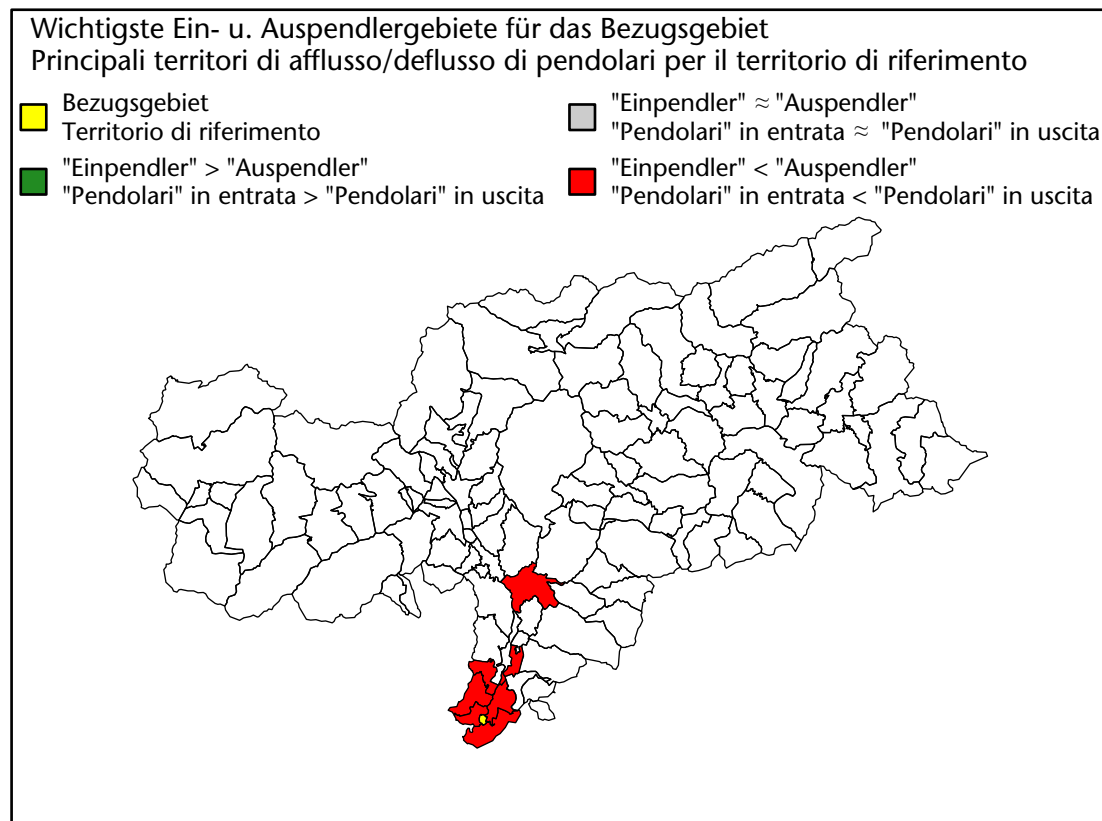 Wichtigste Ein- u. Auspendlergebiete für das Bezugsgebiet
Principali territori di afflusso/deflusso di pendolari per il territorio di riferimento
Bezugsgebiet
Territorio di riferimento
"Einpendler" > "Auspendler"
"Pendolari" in entrata > "Pendolari" in uscita
"Einpendler" ≈ "Auspendler"
"Pendolari" in entrata ≈ "Pendolari" in uscita
"Einpendler" < "Auspendler"
"Pendolari" in entrata < "Pendolari" in uscita